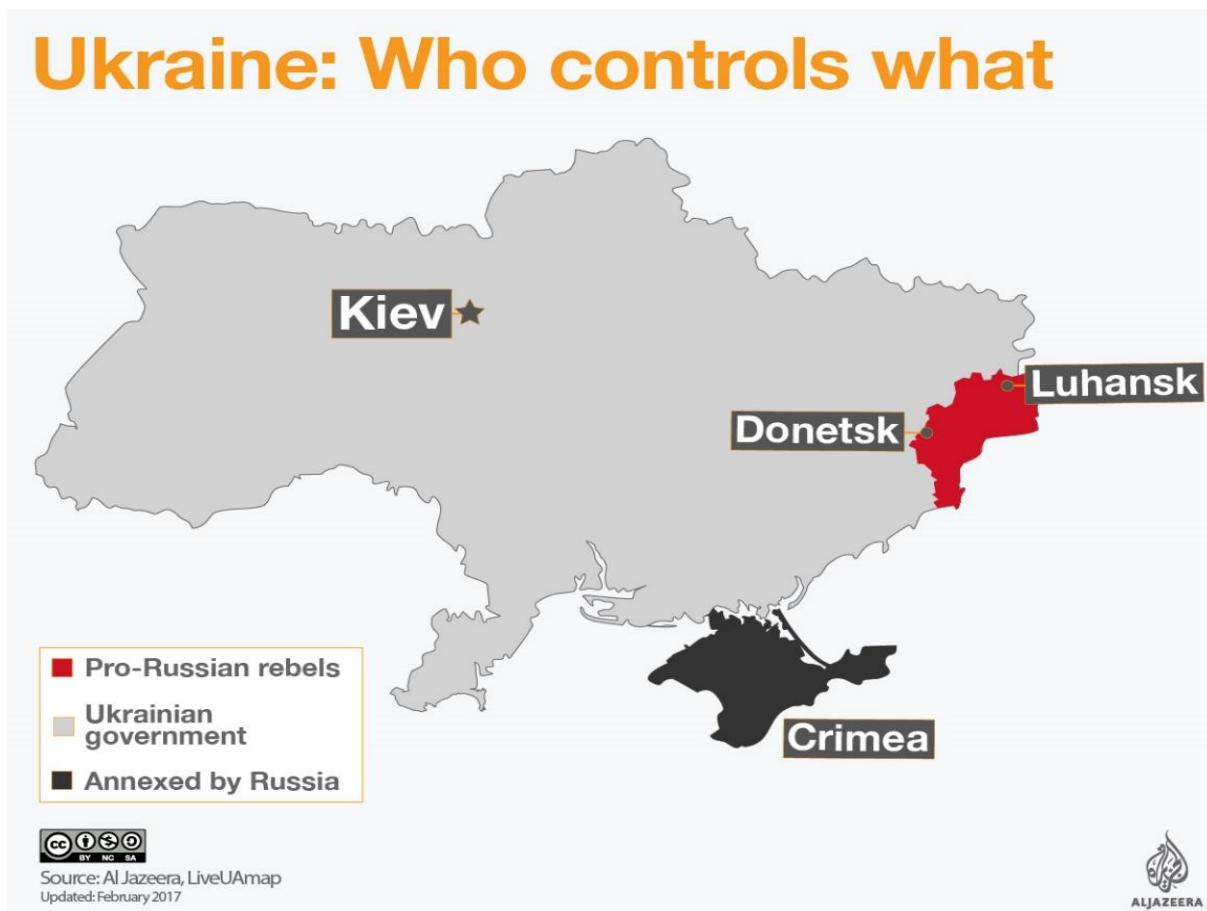 Ukraine: Who controls what
Kiev
Luhansk
Donetsk
Crimea
Pro-Russian rebels
Ukrainian
government
Annexed by Russia
cc
BY NC SA
Source: Al Jazeera, LiveUAmap
Updated: February 2017
ALJAZEERA